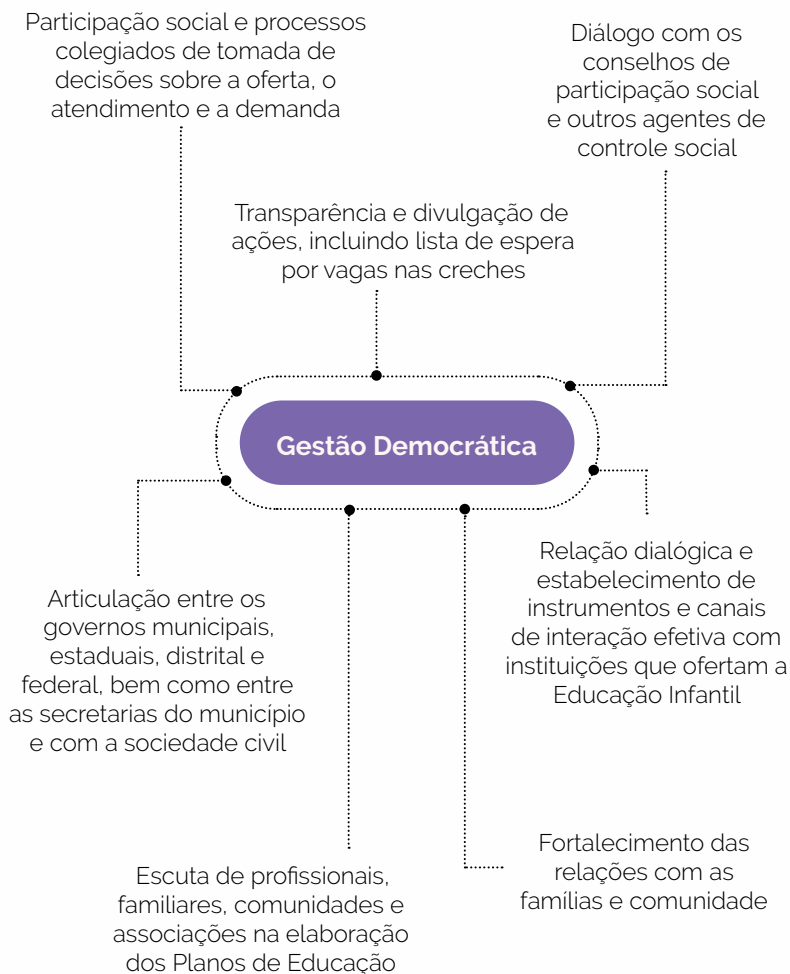 Participação social e processos
colegiados de tomada de
decisões sobre a oferta, o
atendimento e a demanda
Diálogo com os
conselhos de
participação social
e outros agentes de
controle social
Transparência e divulgação de
ações, incluindo lista de espera
por vagas nas creches
Gestão Democrática
Articulação entre os
governos municipais,
estaduais, distrital e
federal, bem como entre
as secretarias do município
e com a sociedade civil
Relação dialógica e
estabelecimento de
instrumentos e canais
de interação efetiva com
instituições que ofertam a
Educação Infantil
Escuta de profissionais,
familiares, comunidades e
associações na elaboração
dos Planos de Educação
Fortalecimento das
relações com as
famílias e comunidade